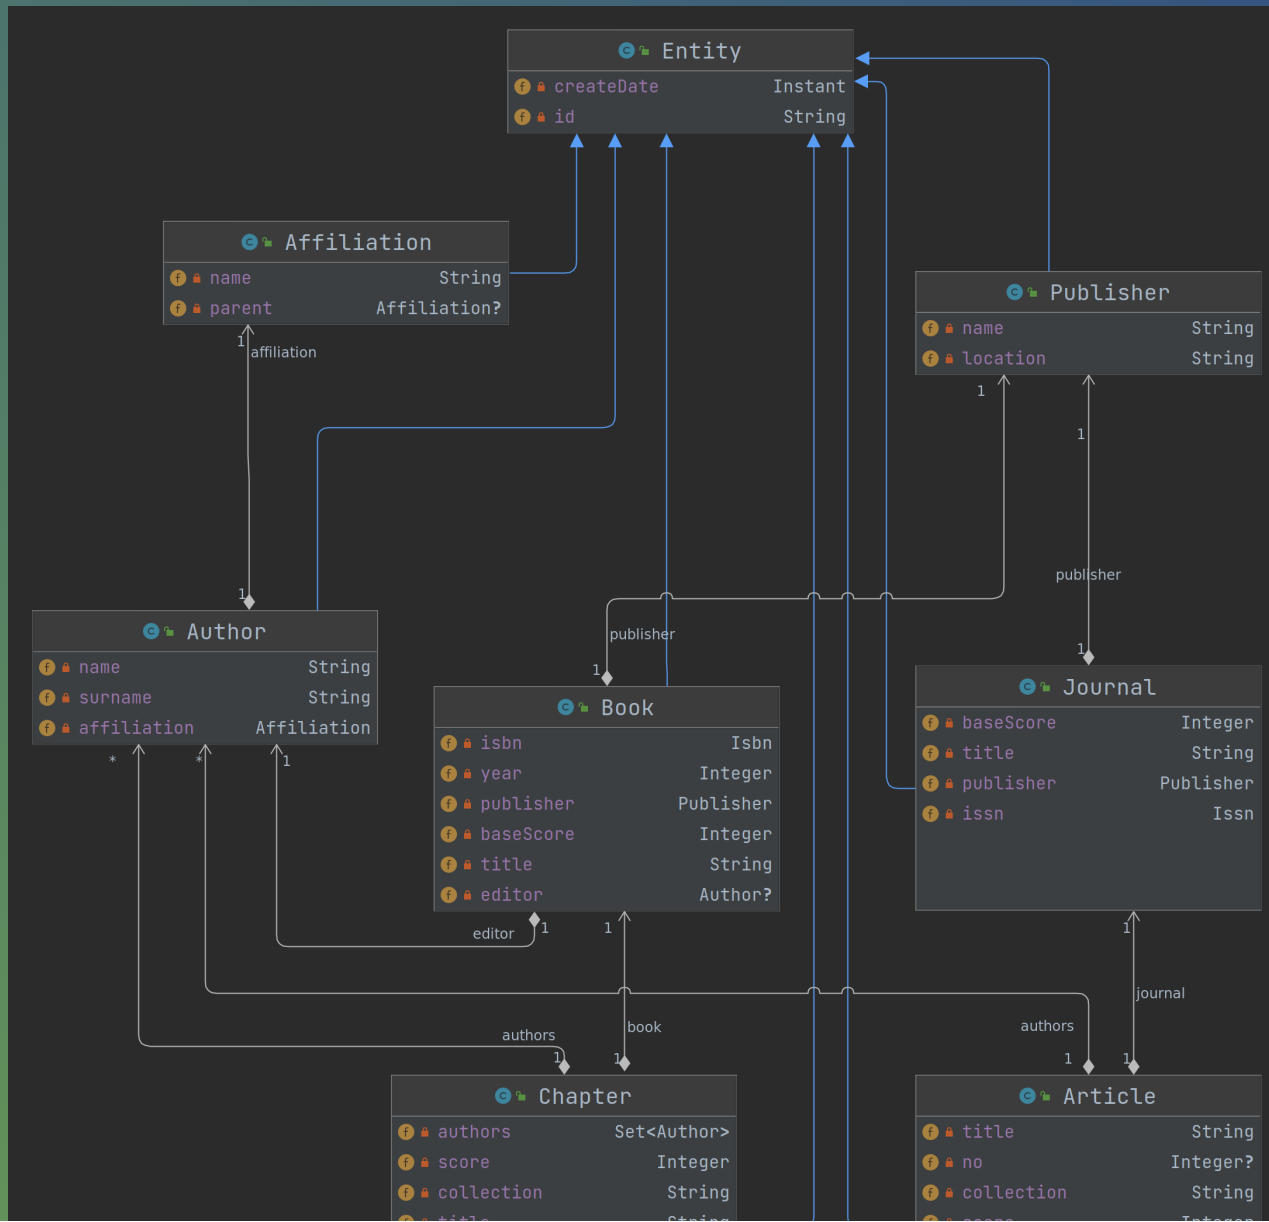 Entity
createDate Instant
id String
Affiliation
name String
parent Affiliation?
1
affiliation
Publisher
name String
location String
1
1
publisher
1
1
Author
name String
surname String
affiliation Affiliation
*
*
1
publisher
1
Book
isbn Isbn
year Integer
publisher Publisher
baseScore Integer
title String
editor Author?
Journal
baseScore Integer
title String
publisher Publisher
issn Issn
editor
1
1
1
journal
authors
book
authors
1
1
1
1
Chapter
authors Set<Author>
score Integer
collection String
title String
Article
title String
no Integer?
collection String
score Integer